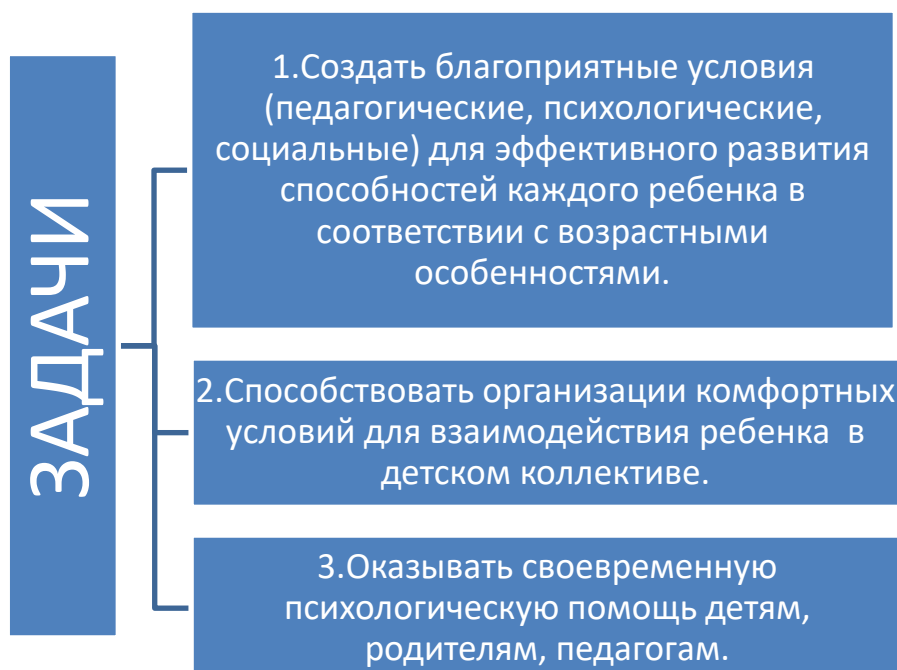 ЗАДАЧИ
1.Создать благоприятные условия
(педагогические, психологические,
социальные) для эффективного развития
способностей каждого ребенка в
соответствии с возрастными
особенностями.
2.Способствовать организации комфортных
условий для взаимодействия ребенка  в
детском коллективе.
3.Оказывать своевременную
психологическую помощь детям,
родителям, педагогам.